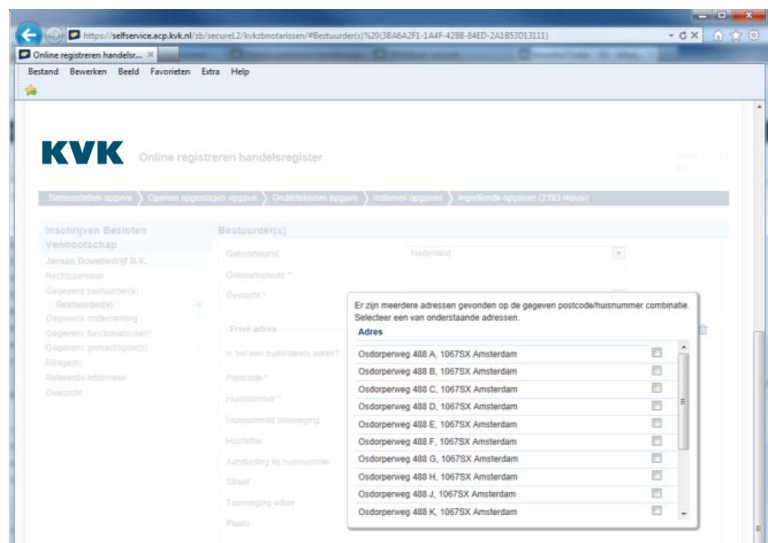 https://selfservice.acp.kvk.nl/zb/secureL2/kvkzbnotarissen/#Bestuurder(s)%20(3BA6A2F1-1A4F-42B8-84ED-2A1B53D13111)
Online registreren handelsr...
Bestand Bewerken Beeld Favorieten Extra Help
KVK Online registreren handelsregister
Samenstellen opgave Openen opgeslagen opgave Ondertekenen opgave Indienen opgaven Ingediende opgaven (2183 nieuw)
Inschrijven Besloten
Vennootschap
Jansen Bouwbedrijf B.V.
Rechtspersoon
Gegevens bestuurder(s)
Bestuurder(s)
Gegevens onderneming
Gegevens functionaris(sen)
Gegevens gemachtigde(n)
Bijlage(n)
Referentie informatie
Overzicht
Bestuurder(s)
Geboorteland Nederland
Geboorteplaats *
Geslacht *
Privé-adres
Is het een buitenlands adres?
Postcode *
Huisnummer *
Huisnummer toevoeging
Huisletter
Aanduiding bij huisnummer
Straat
Toevoeging adres
Plaats
Er zijn meerdere adressen gevonden op de gegeven postcode/huisnummer combinatie.
Selecteer een van onderstaande adressen.
Adres
Osdorperweg 488 A, 1067SX Amsterdam
Osdorperweg 488 B, 1067SX Amsterdam
Osdorperweg 488 C, 1067SX Amsterdam
Osdorperweg 488 D, 1067SX Amsterdam
Osdorperweg 488 E, 1067SX Amsterdam
Osdorperweg 488 F, 1067SX Amsterdam
Osdorperweg 488 G, 1067SX Amsterdam
Osdorperweg 488 H, 1067SX Amsterdam
Osdorperweg 488 J, 1067SX Amsterdam
Osdorperweg 488 K, 1067SX Amsterdam